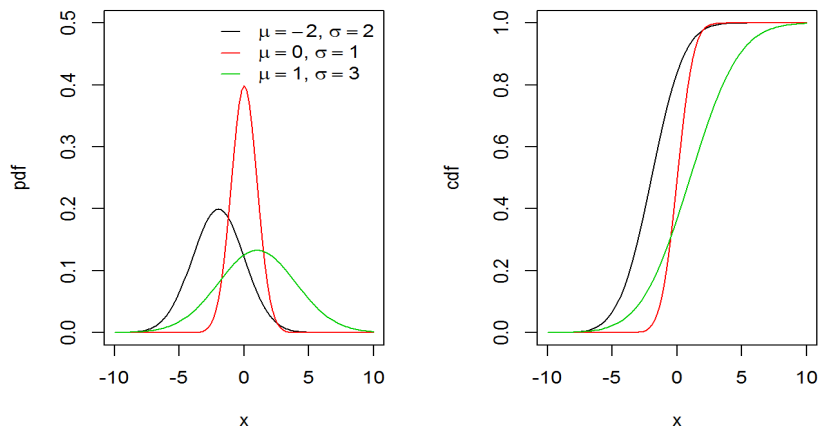 μ = −2, σ = 2
μ = 0, σ = 1
μ = 1, σ = 3
pdf
0.5
0.4
0.3
0.2
0.1
0.0
-10 -5 0 5 10
x
cdf
1.0
0.8
0.6
0.4
0.2
0.0
-10 -5 0 5 10
x